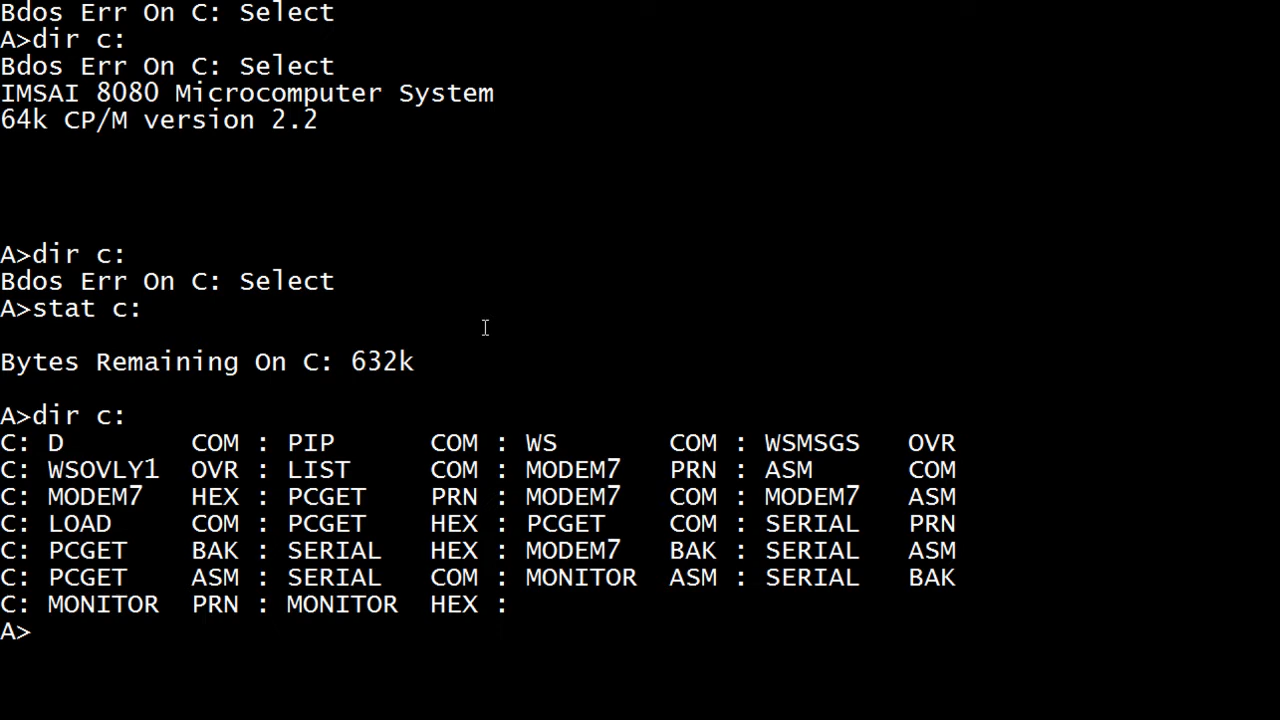 Bdos Err On C: Select
A>dir c:
Bdos Err On C: Select
IMSAI 8080 Microcomputer System
64k CP/M version 2.2
A>dir c:
Bdos Err On C: Select
A>stat c:
Bytes Remaining On C: 632k
A>dir c:
C: D        COM : PIP      COM : WS       COM : WSMSGS   OVR
C: WSOVLY1  OVR : LIST     COM : MODEM7   PRN : ASM      COM
C: MODEM7   HEX : PCGET    PRN : MODEM7   COM : MODEM7   ASM
C: LOAD     COM : PCGET    HEX : PCGET    COM : SERIAL   PRN
C: PCGET    BAK : SERIAL   HEX : MODEM7   BAK : SERIAL   ASM
C: PCGET    ASM : SERIAL   COM : MONITOR  ASM : SERIAL   BAK
C: MONITOR  PRN : MONITOR  HEX :
A>